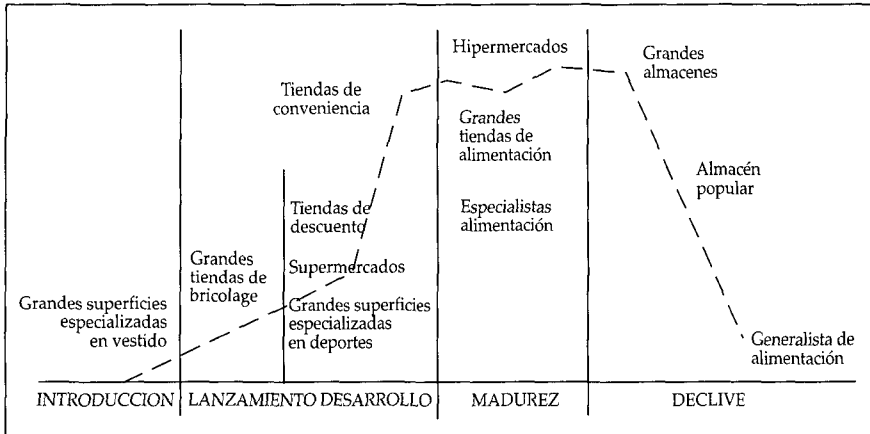 Grandes superficies
especializadas
en vestido
Grandes
tiendas de
bricolage
Tiendas de
conveniencia
Tiendas de
descuento
Supermercados
Grandes superficies
especializadas
en deportes
Hipermercados
Grandes
tiendas de
alimentación
Especialistas
alimentación
Grandes
almacenes
Almacén
popular
Generalista de
alimentación
INTRODUCCION LANZAMIENTO DESARROLLO MADUREZ DECLIVE